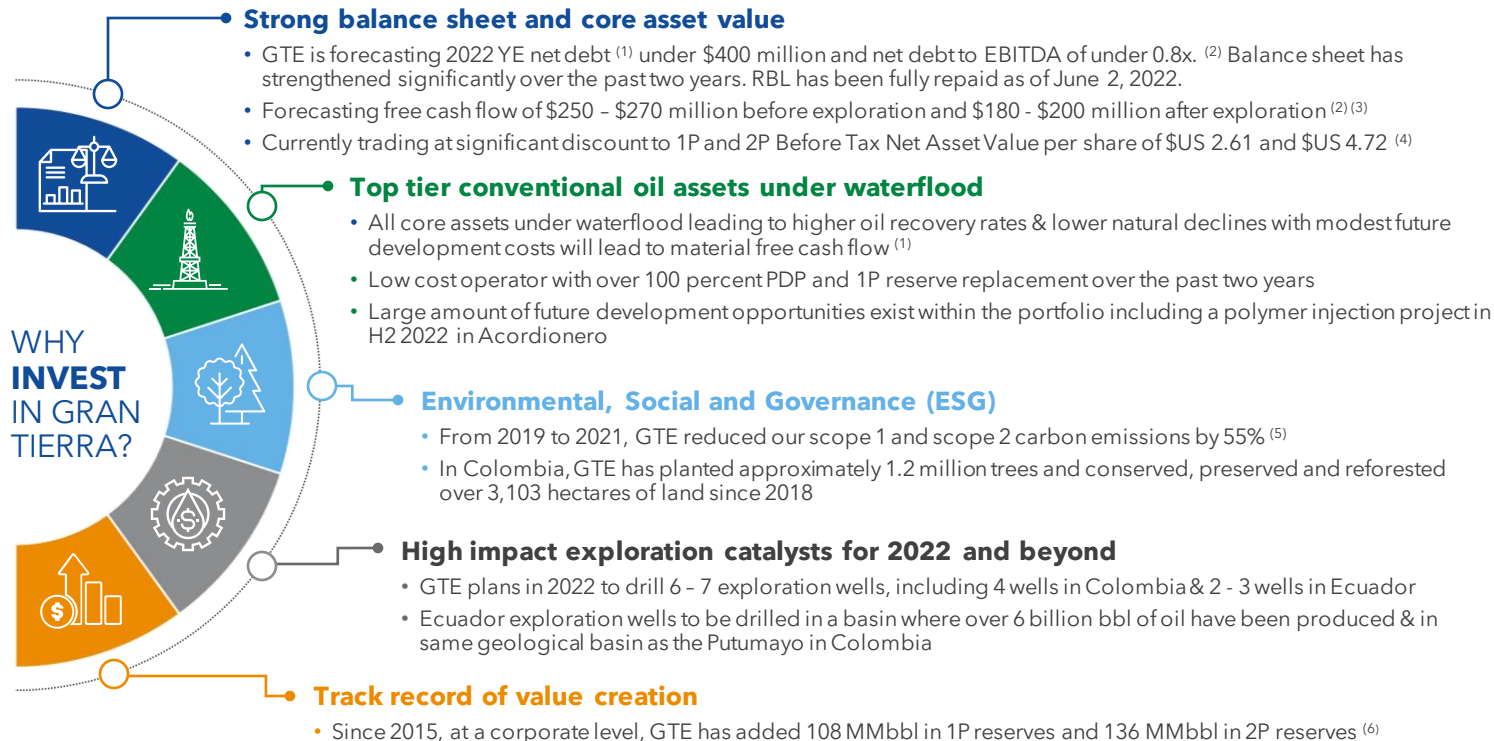 Strong balance sheet and core asset value
• GTE is forecasting 2022 YE net debt (1) under $400 million and net debt to EBITDA of under 0.8x. (2) Balance sheet has
strengthened significantly over the past two years. RBL has been fully repaid as of June 2, 2022.
• Forecasting free cash flow of $250 – $270 million before exploration and $180 - $200 million after exploration (2) (3)
• Currently trading at significant discount to 1P and 2P Before Tax Net Asset Value per share of $US 2.61 and $US 4.72 (4)
Top tier conventional oil assets under waterflood
• All core assets under waterflood leading to higher oil recovery rates & lower natural declines with modest future
development costs will lead to material free cash flow (1)
• Low cost operator with over 100 percent PDP and 1P reserve replacement over the past two years
• Large amount of future development opportunities exist within the portfolio including a polymer injection project in
H2 2022 in Acordionero
WHY
INVEST
IN GRAN
TIERRA?
Environmental, Social and Governance (ESG)
• From 2019 to 2021, GTE reduced our scope 1 and scope 2 carbon emissions by 55% (5)
• In Colombia, GTE has planted approximately 1.2 million trees and conserved, preserved and reforested
over 3,103 hectares of land since 2018
High impact exploration catalysts for 2022 and beyond
• GTE plans in 2022 to drill 6 – 7 exploration wells, including 4 wells in Colombia & 2 - 3 wells in Ecuador
• Ecuador exploration wells to be drilled in a basin where over 6 billion bbl of oil have been produced & in
same geological basin as the Putumayo in Colombia
Track record of value creation
• Since 2015, at a corporate level, GTE has added 108 MMbbl in 1P reserves and 136 MMbbl in 2P reserves (6)